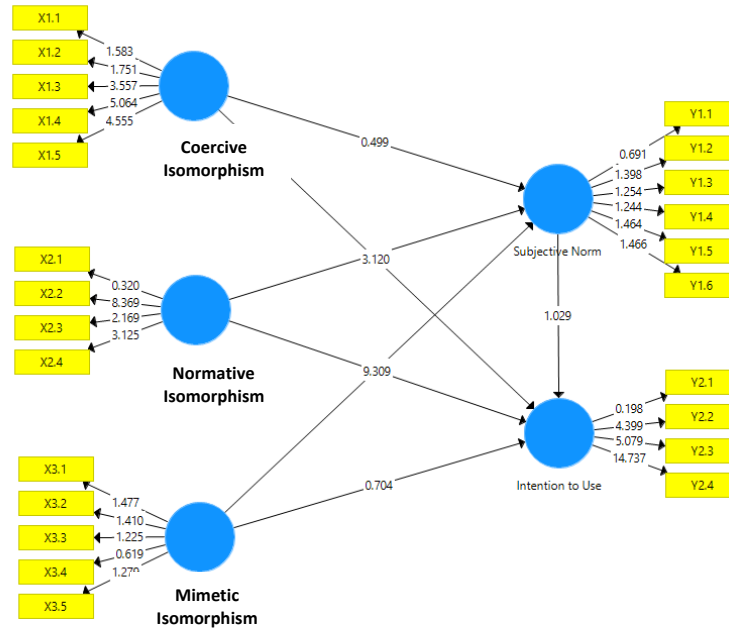 X1.1
X1.2
X1.3
X1.4
X1.5
1.583
1.751
3.557
5.064
4.555
Coercive
Isomorphism
X2.1
X2.2
X2.3
X2.4
0.320
8.369
2.169
3.125
Normative
Isomorphism
X3.1
X3.2
X3.3
X3.4
X3.5
1.477
1.410
1.225
0.619
1.279
Mimetic
Isomorphism
0.499
3.120
9.309
0.704
1.029
Subjective Norm
0.691
1.398
1.254
1.244
1.464
1.466
Y1.1
Y1.2
Y1.3
Y1.4
Y1.5
Y1.6
Intention to Use
0.198
4.399
5.079
14.737
Y2.1
Y2.2
Y2.3
Y2.4